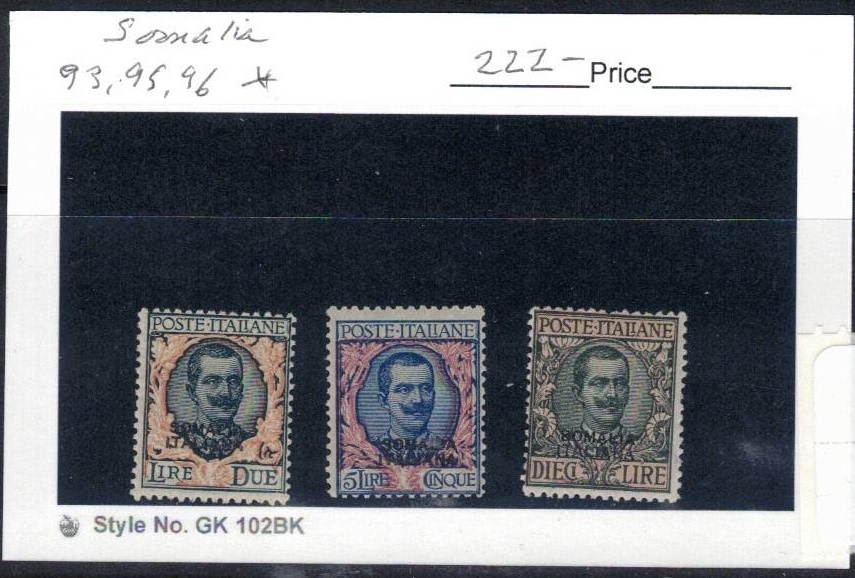 Somalia
93, 95, 96 *
222- Price
POSTE·ITALIANE
SOMALIA
ITALIANA
LIRE DUE
POSTE·ITALIANE
SOMALIA
ITALIANA
5 LIRE CINQUE
POSTE·ITALIANE
SOMALIA
ITALIANA
DIECI LIRE
Style No. GK 102BK